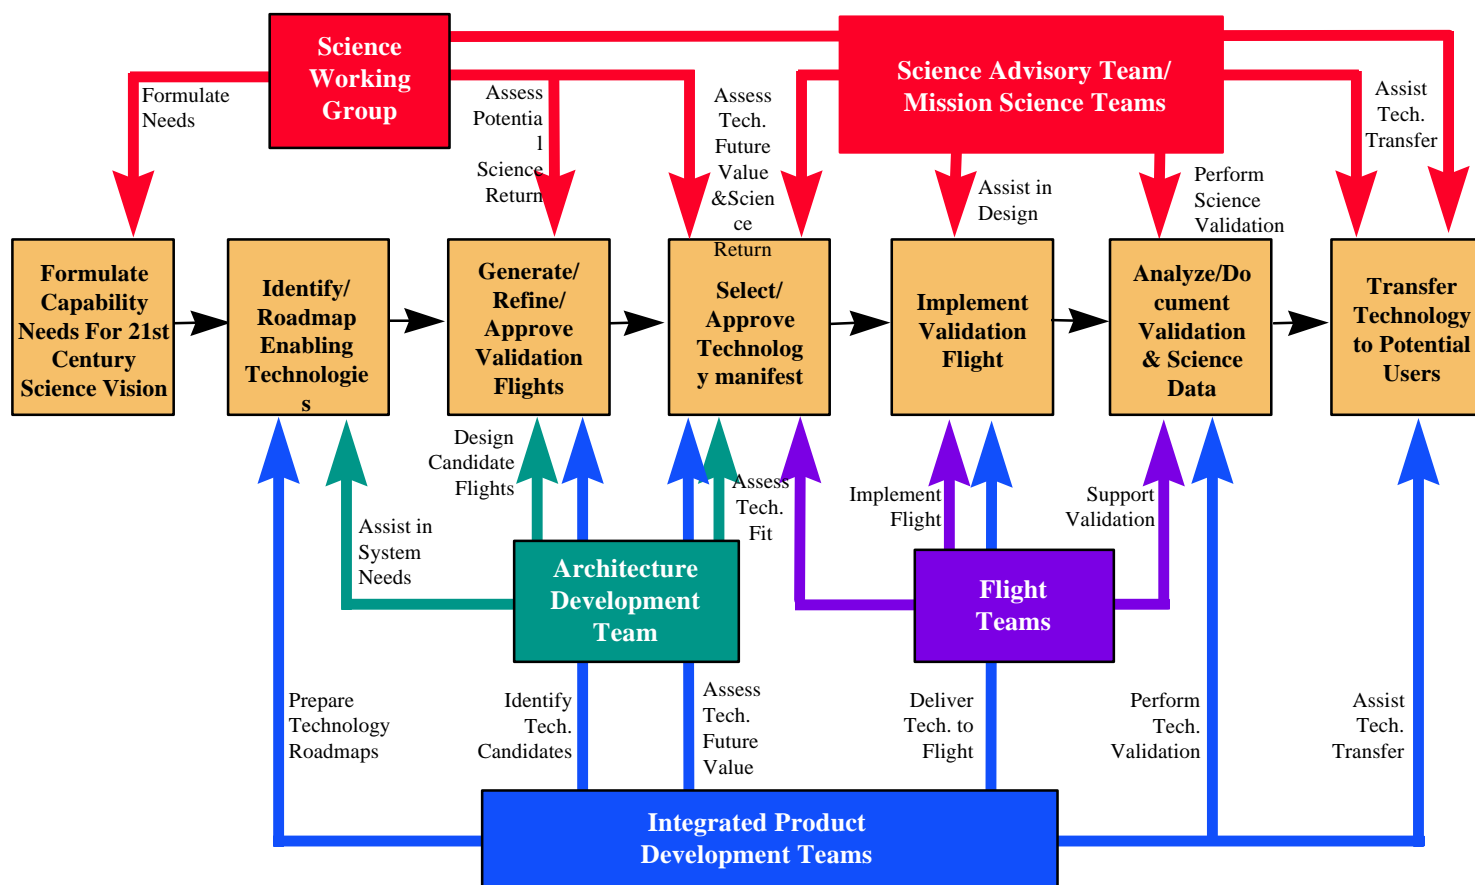 Science
Working
Group
Science Advisory Team/
Mission Science Teams
Formulate
Needs
Assess
Potentia
l
Science
Return
Assess
Tech.
Future
Value
&Scien
ce
Return
Assist in
Design
Perform
Science
Validation
Assist
Tech.
Transfer
Formulate
Capability
Needs For 21st
Century
Science Vision
Identify/
Roadmap
Enabling
Technologie
s
Generate/
Refine/
Approve
Validation
Flights
Select/
Approve
Technolog
y manifest
Implement
Validation
Flight
Analyze/Do
cument
Validation
& Science
Data
Transfer
Technology
to Potential
Users
Assist in
System
Needs
Design
Candidate
Flights
Assess
Tech.
Fit
Implement
Flight
Support
Validation
Architecture
Development
Team
Flight
Teams
Prepare
Technology
Roadmaps
Identify
Tech.
Candidates
Assess
Tech.
Future
Value
Deliver
Tech. to
Flight
Perform
Tech.
Validation
Assist
Tech.
Transfer
Integrated Product
Development Teams